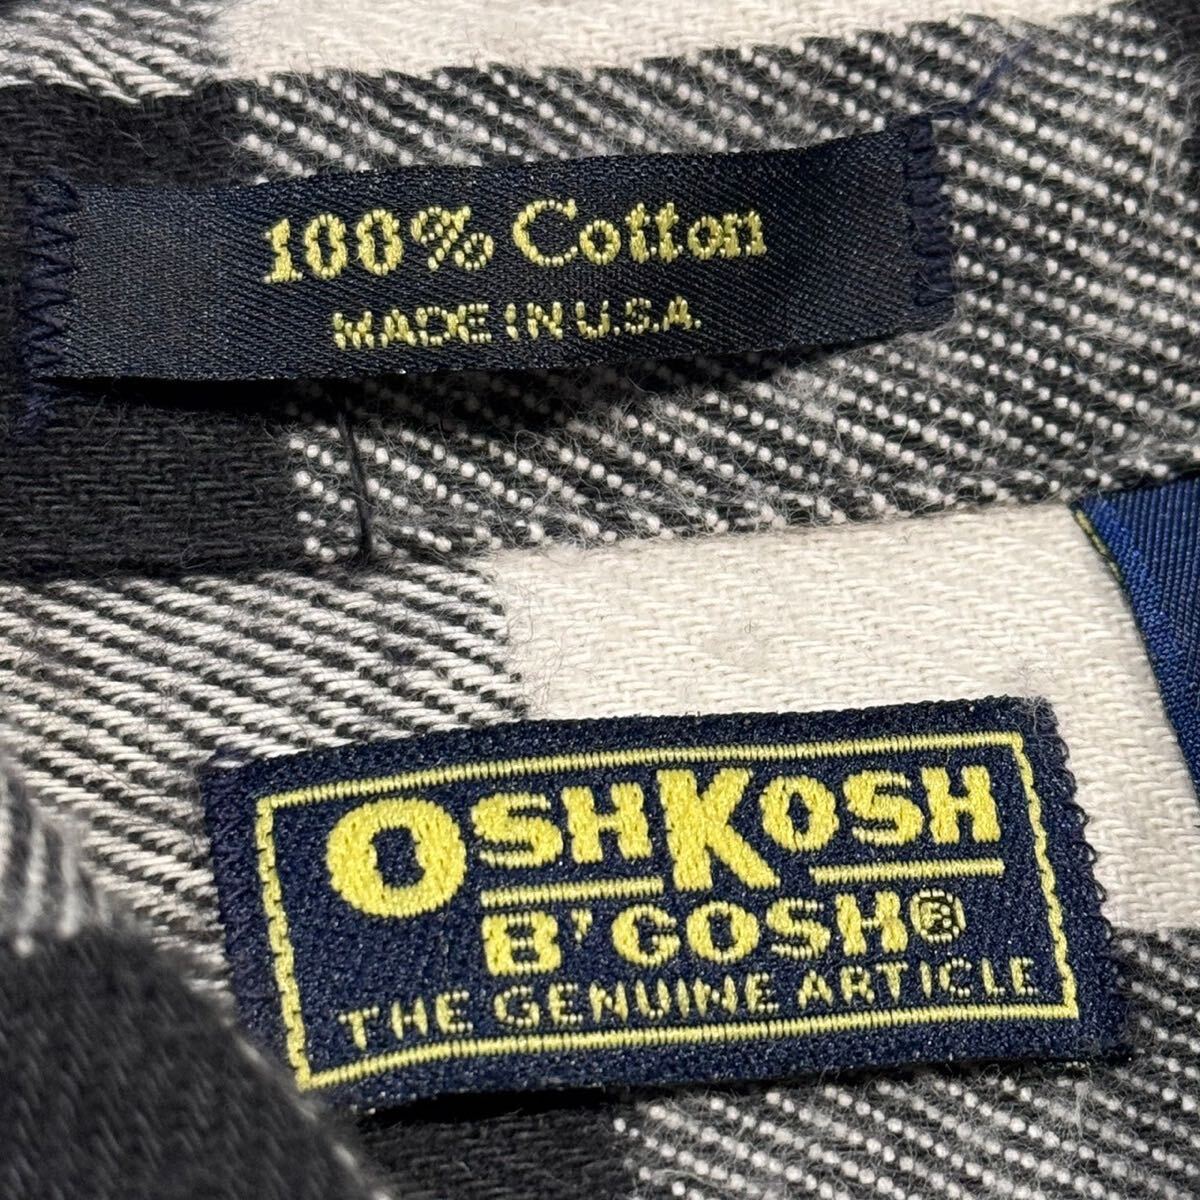 100% Cotton
MADE IN U.S.A.
OSHKOSH
B'GOSH®
THE GENUINE ARTICLE